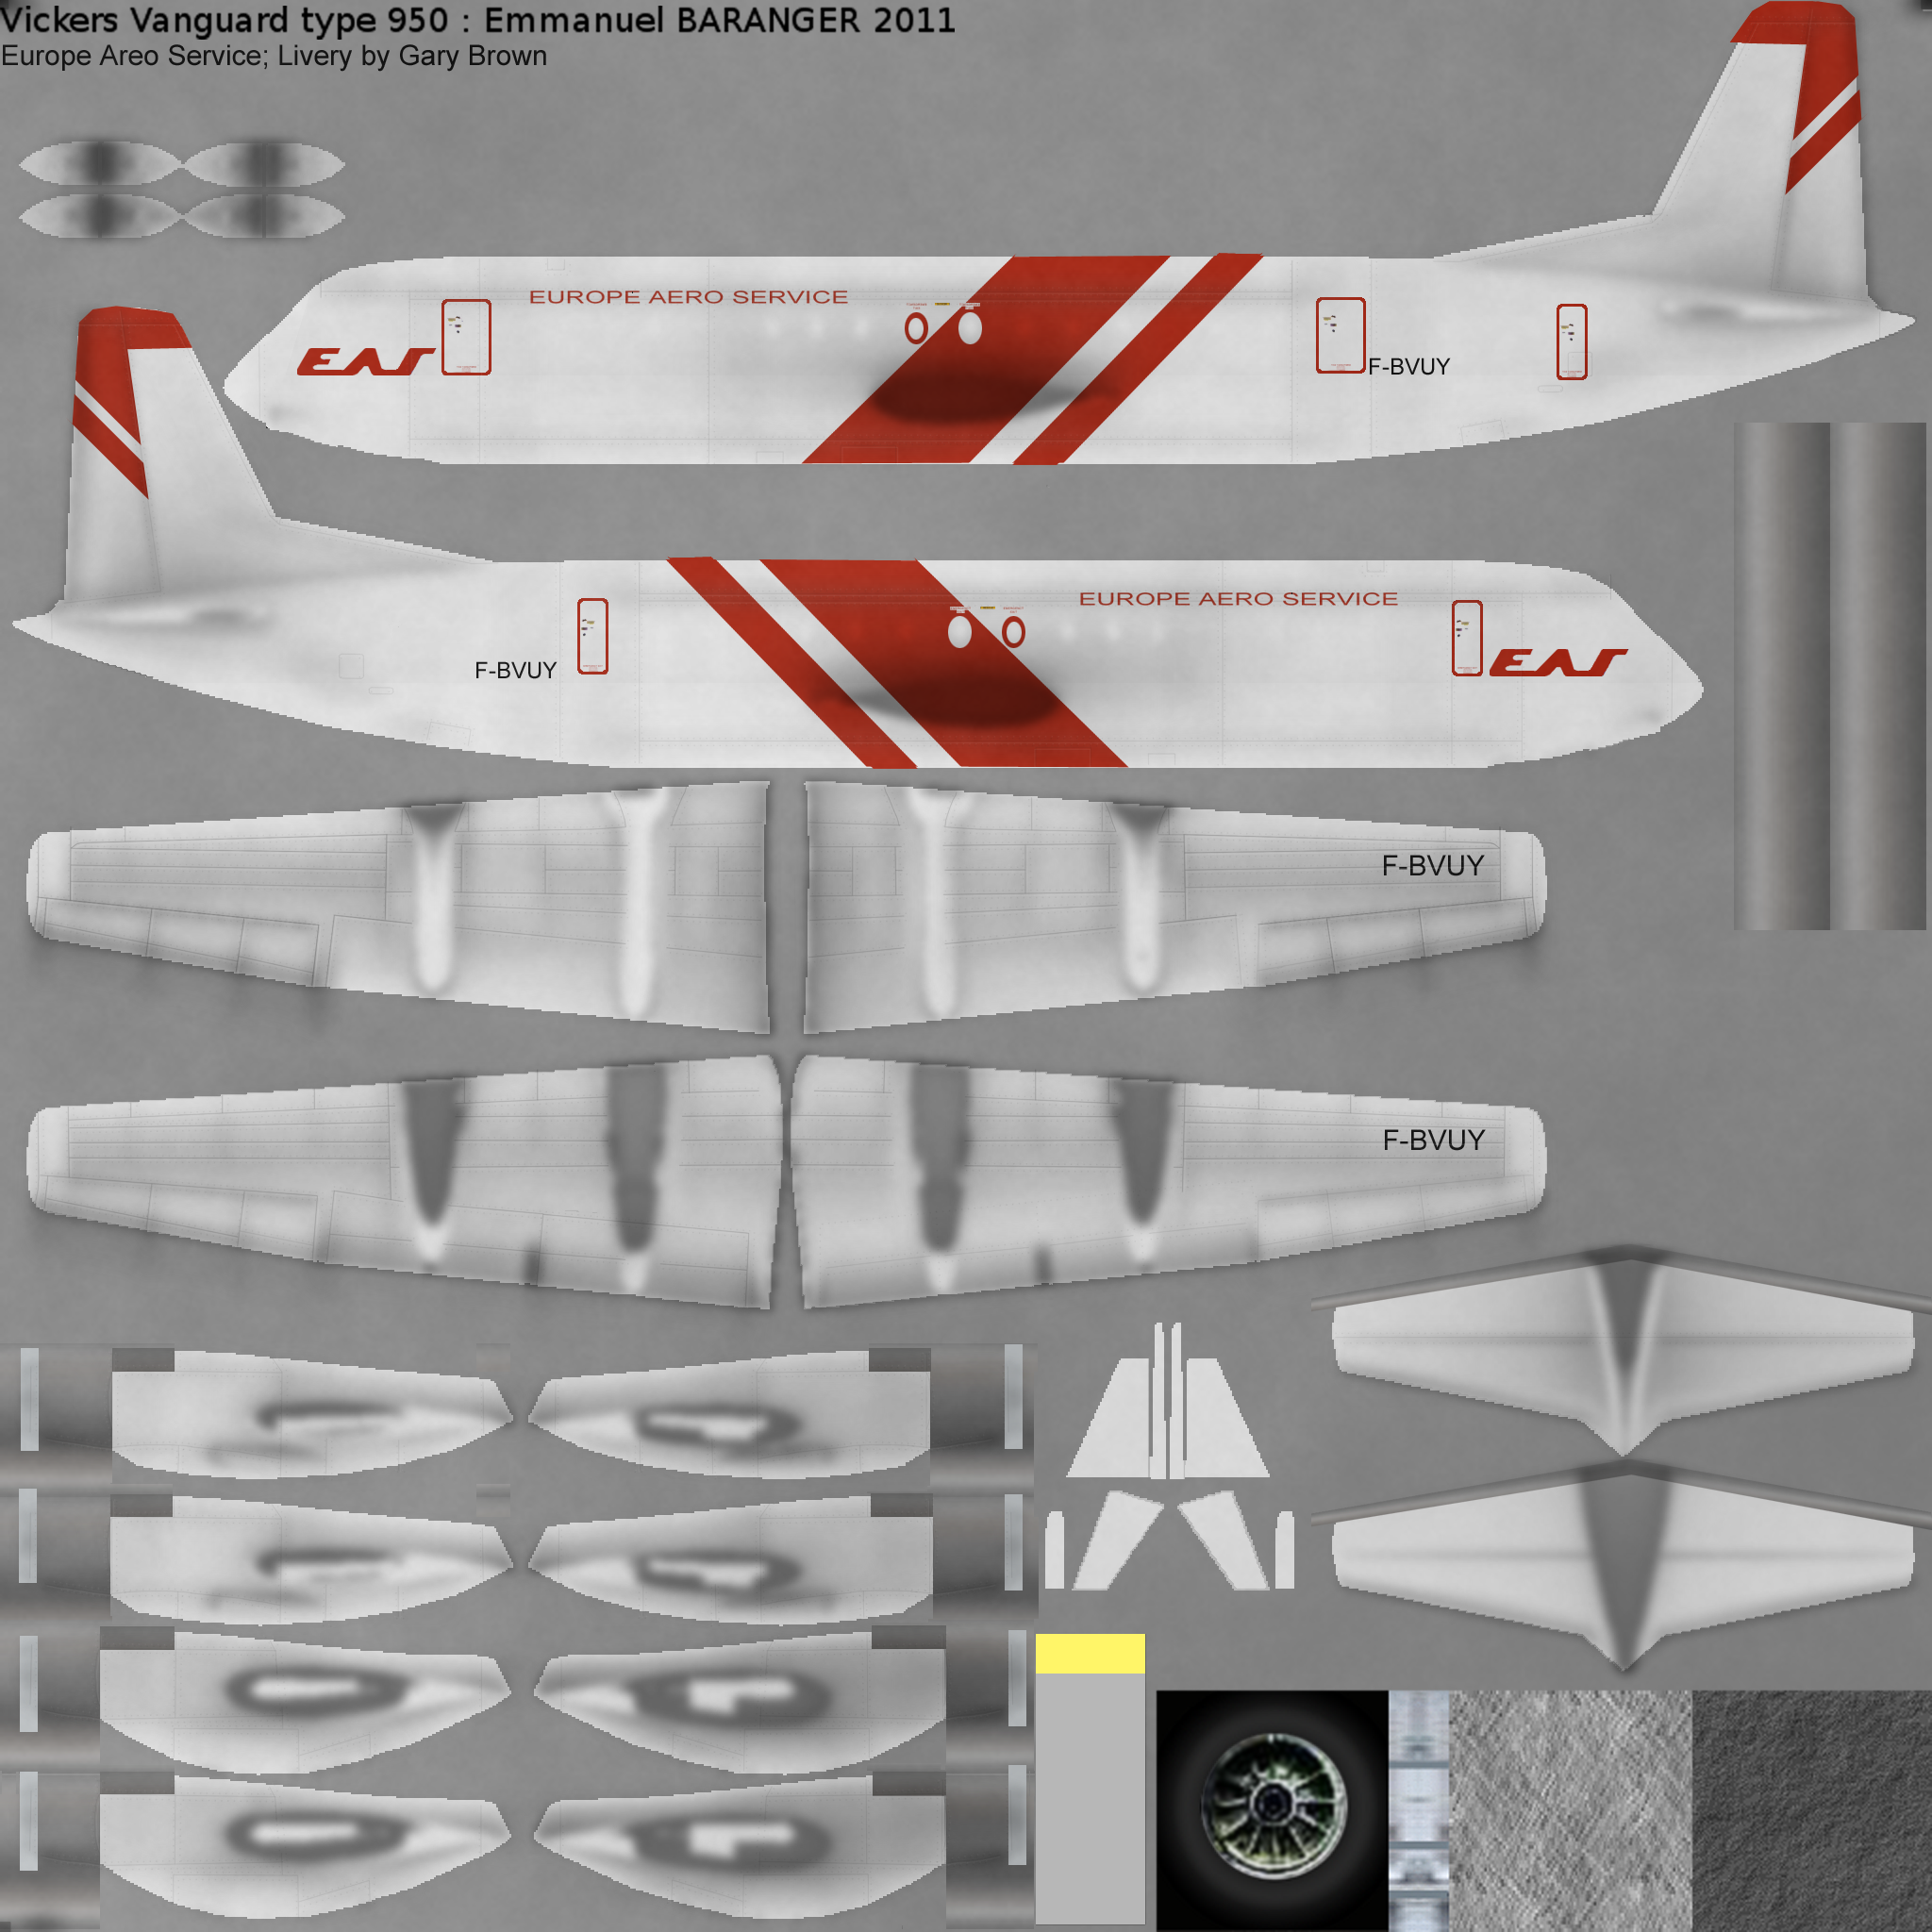 Vickers Vanguard type 950 : Emmanuel BARANGER 2011
Europe Areo Service; Livery by Gary Brown
EUROPE AERO SERVICE
EAS
F-BVUY
EUROPE AERO SERVICE
EAS
F-BVUY
F-BVUY
F-BVUY